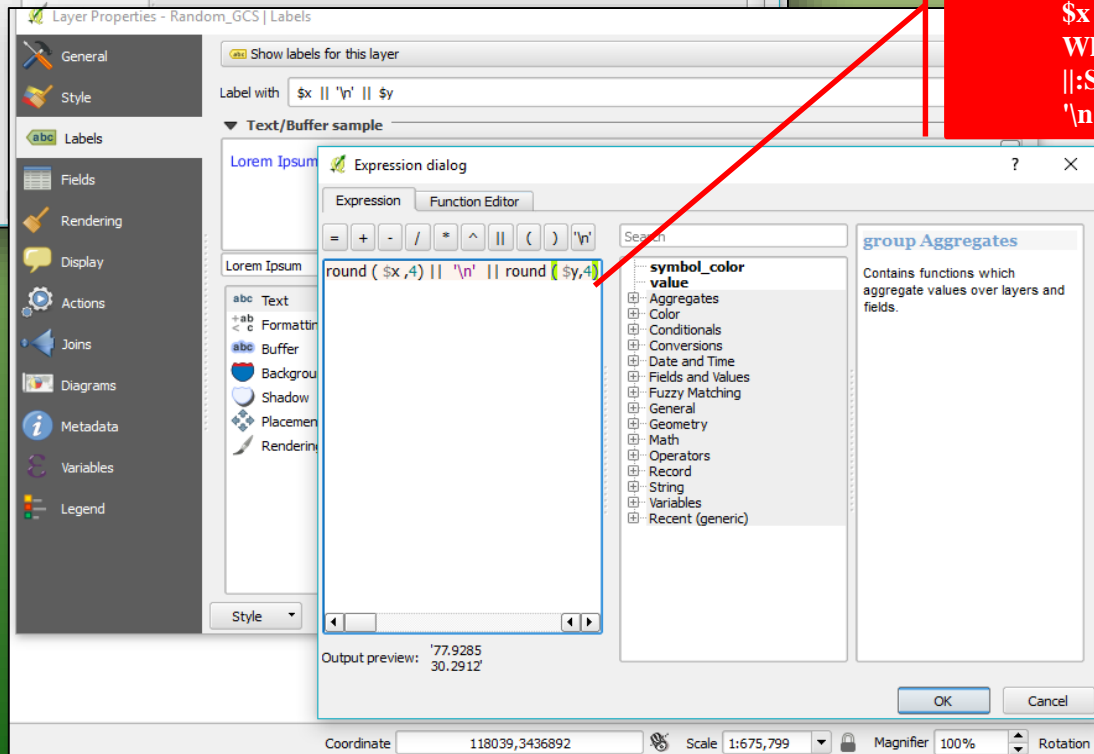 $x
||:S
'\n
Layer Properties - Random_GCS | Labels
General
Style
Labels
Fields
Rendering
Display
Actions
Joins
Diagrams
Metadata
Variables
Legend
Show labels for this layer
Label with $x || '\n' || $y
Text/Buffer sample
Lorem Ipsum
Lorem Ipsum
abc Text
+ab < c Formattin
abc Buffer
Backgrou
Shadow
Placemen
Rendering
Style
Expression dialog ? ×
Expression Function Editor
= + - / * ^ || ( ) '\n'
round ( $x ,4) || '\n' || round ( $y,4)
Output preview: '77.9285
30.2912'
Search
symbol_color
value
Aggregates
Color
Conditionals
Conversions
Date and Time
Fields and Values
Fuzzy Matching
General
Geometry
Math
Operators
Record
String
Variables
Recent (generic)
group Aggregates
Contains functions which
aggregate values over layers and
fields.
OK Cancel
Coordinate 118039,3436892 Scale 1:675,799 Magnifier 100% Rotation